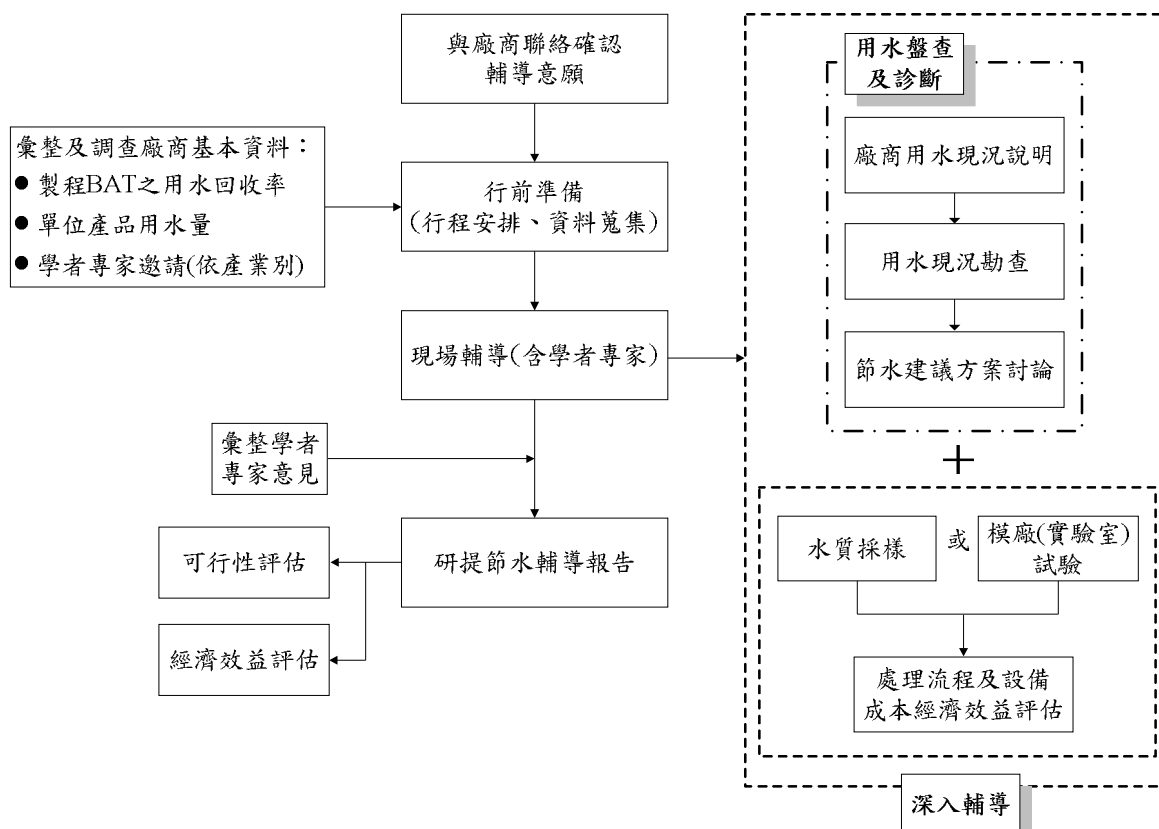 與廠商聯絡確認
輔導意願
彙整及調查廠商基本資料：
● 製程BAT之用水回收率
● 單位產品用水量
● 學者專家邀請(依產業別)
行前準備
(行程安排、資料蒐集)
現場輔導(含學者專家)
彙整學者
專家意見
研提節水輔導報告
可行性評估
經濟效益評估
用水盤查
及診斷
廠商用水現況說明
用水現況勘查
節水建議方案討論
+
水質採樣
或
模廠(實驗室)
試驗
處理流程及設備
成本經濟效益評估
深入輔導